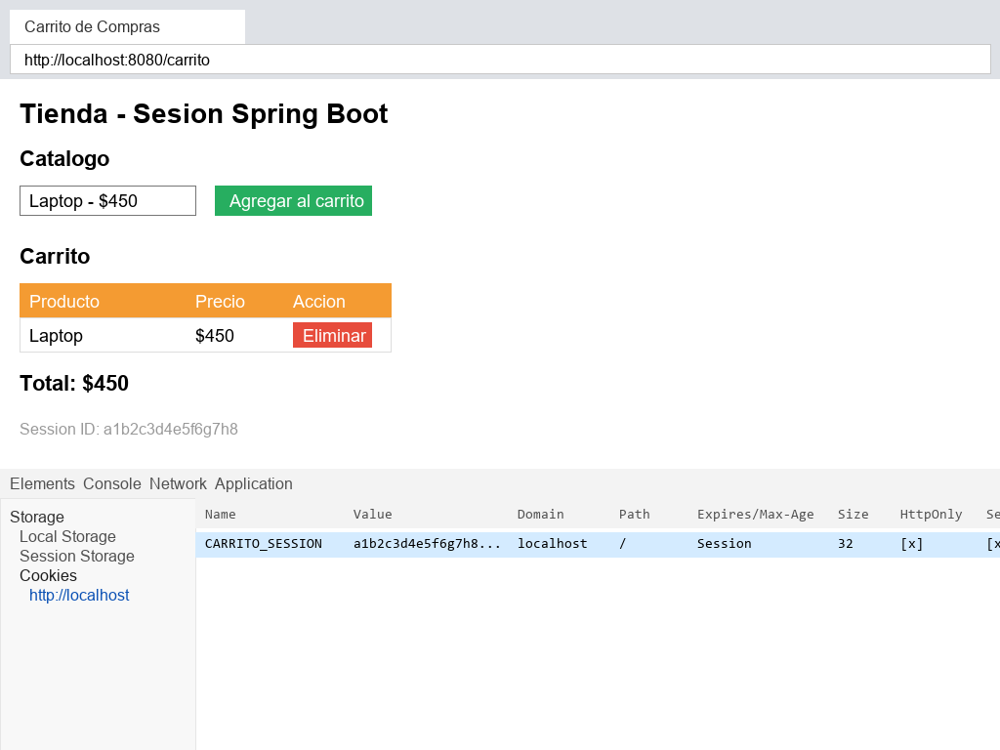 Carrito de Compras
http://localhost:8080/carrito
Tienda - Sesion Spring Boot
Catalogo
Laptop - $450 Agregar al carrito
Carrito
Producto Precio Accion
Laptop $450 Eliminar
Total: $450
Session ID: a1b2c3d4e5f6g7h8
Elements Console Network Application
Storage
Local Storage
Session Storage
Cookies
http://localhost
Name Value Domain Path Expires/Max-Age Size HttpOnly Se
CARRITO_SESSION a1b2c3d4e5f6g7h8... localhost / Session 32 [x] [x